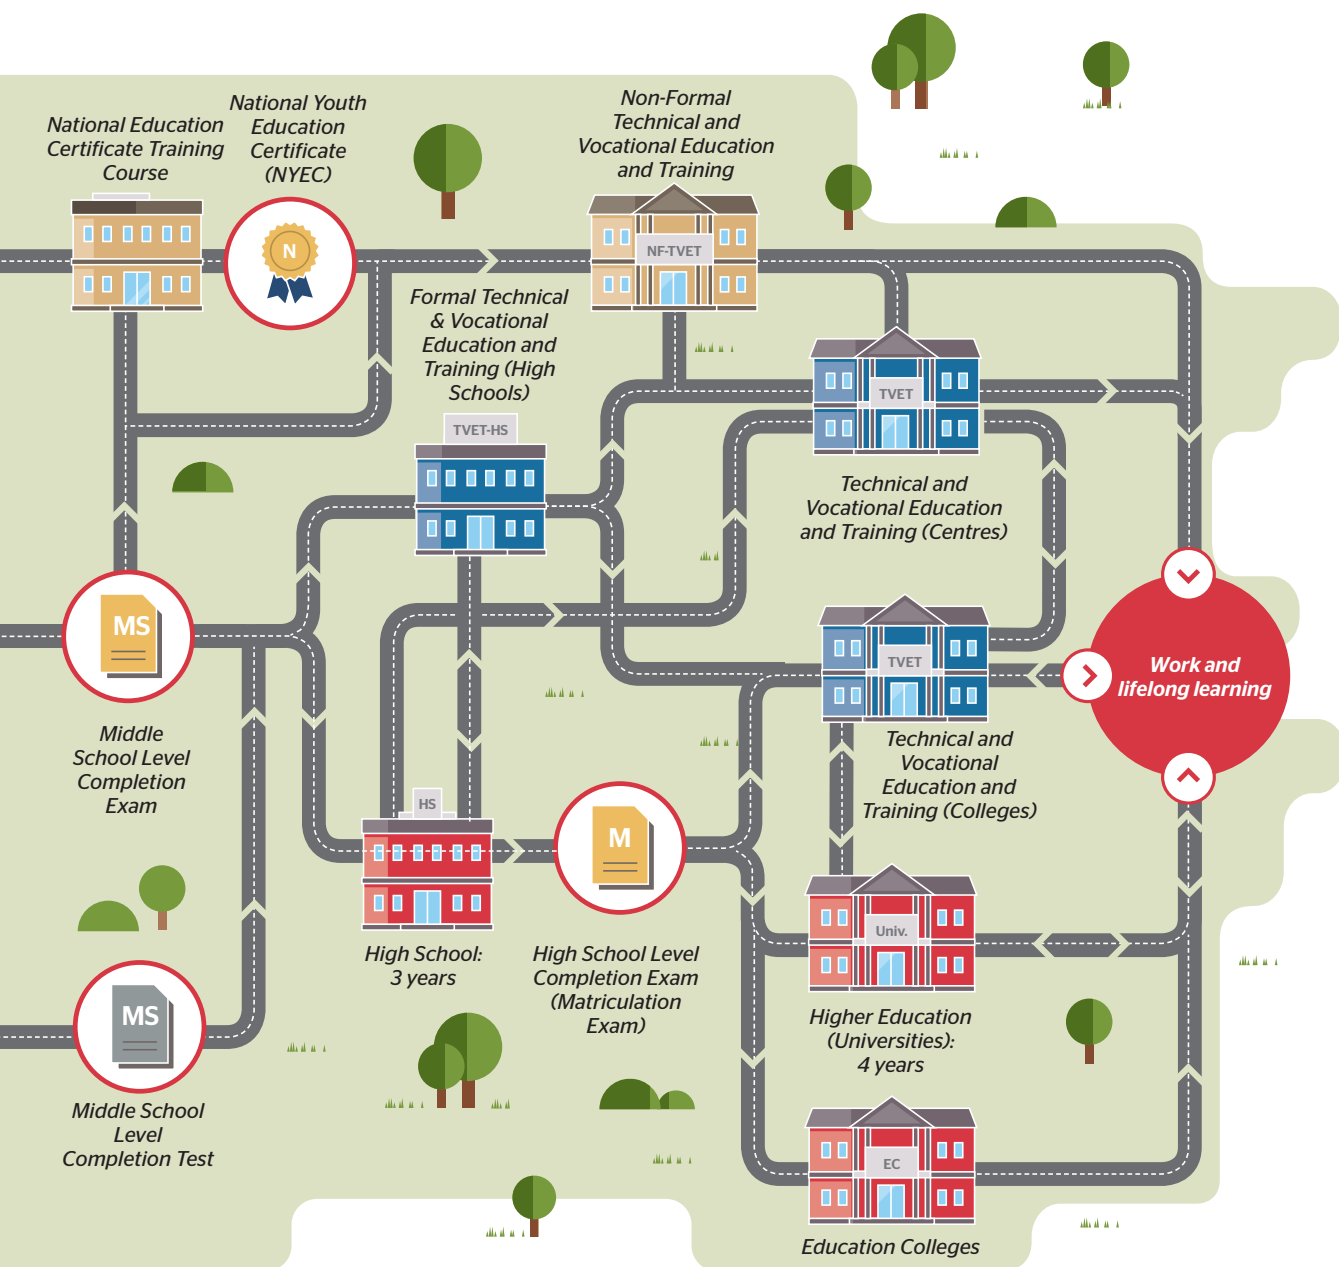 National Education
Certificate Training
Course
National Youth
Education
Certificate
(NYEC)
N
Non-Formal
Technical and
Vocational Education
and Training
NF-TVET
Formal Technical
& Vocational
Education and
Training (High
Schools)
TVET-HS
TVET
Technical and
Vocational Education
and Training (Centres)
MS
Middle
School Level
Completion
Exam
TVET
Technical and
Vocational
Education and
Training (Colleges)
Work and
lifelong learning
HS
High School:
3 years
M
High School Level
Completion Exam
(Matriculation
Exam)
Univ.
Higher Education
(Universities):
4 years
MS
Middle School
Level
Completion Test
EC
Education Colleges